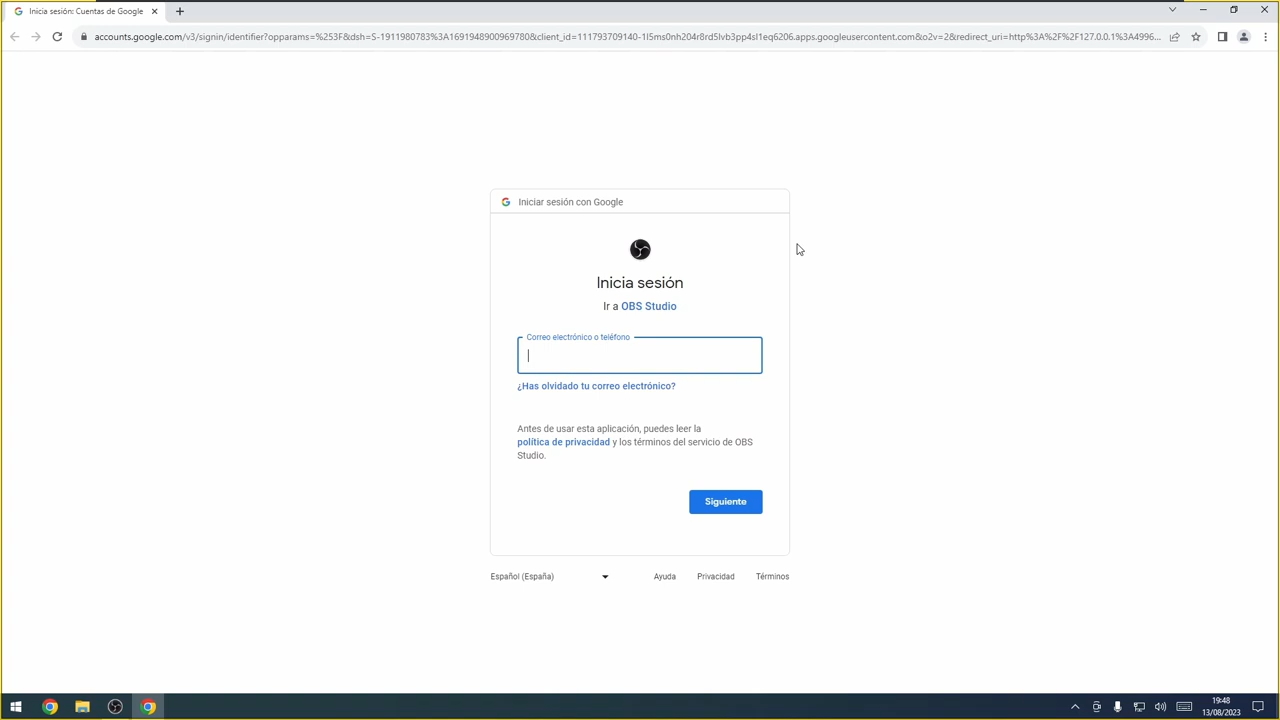 Inicia sesión: Cuentas de Google
accounts.google.com/v3/signin/identifier?opparams=%253F&dsh=S-1911980783%3A1691948900969780&client_id=111793709140-1l5ms0nh204r8rd5lvb3pp4sl1eq6206.apps.googleusercontent.com&o2v=2&redirect_uri=http%3A%2F%2F127.0.0.1%3A4996...
Iniciar sesión con Google
Inicia sesión
Ir a OBS Studio
Correo electrónico o teléfono
¿Has olvidado tu correo electrónico?
Antes de usar esta aplicación, puedes leer la
política de privacidad y los términos del servicio de OBS
Studio.
Siguiente
Español (España)
Ayuda
Privacidad
Términos
19:48
13/08/2023